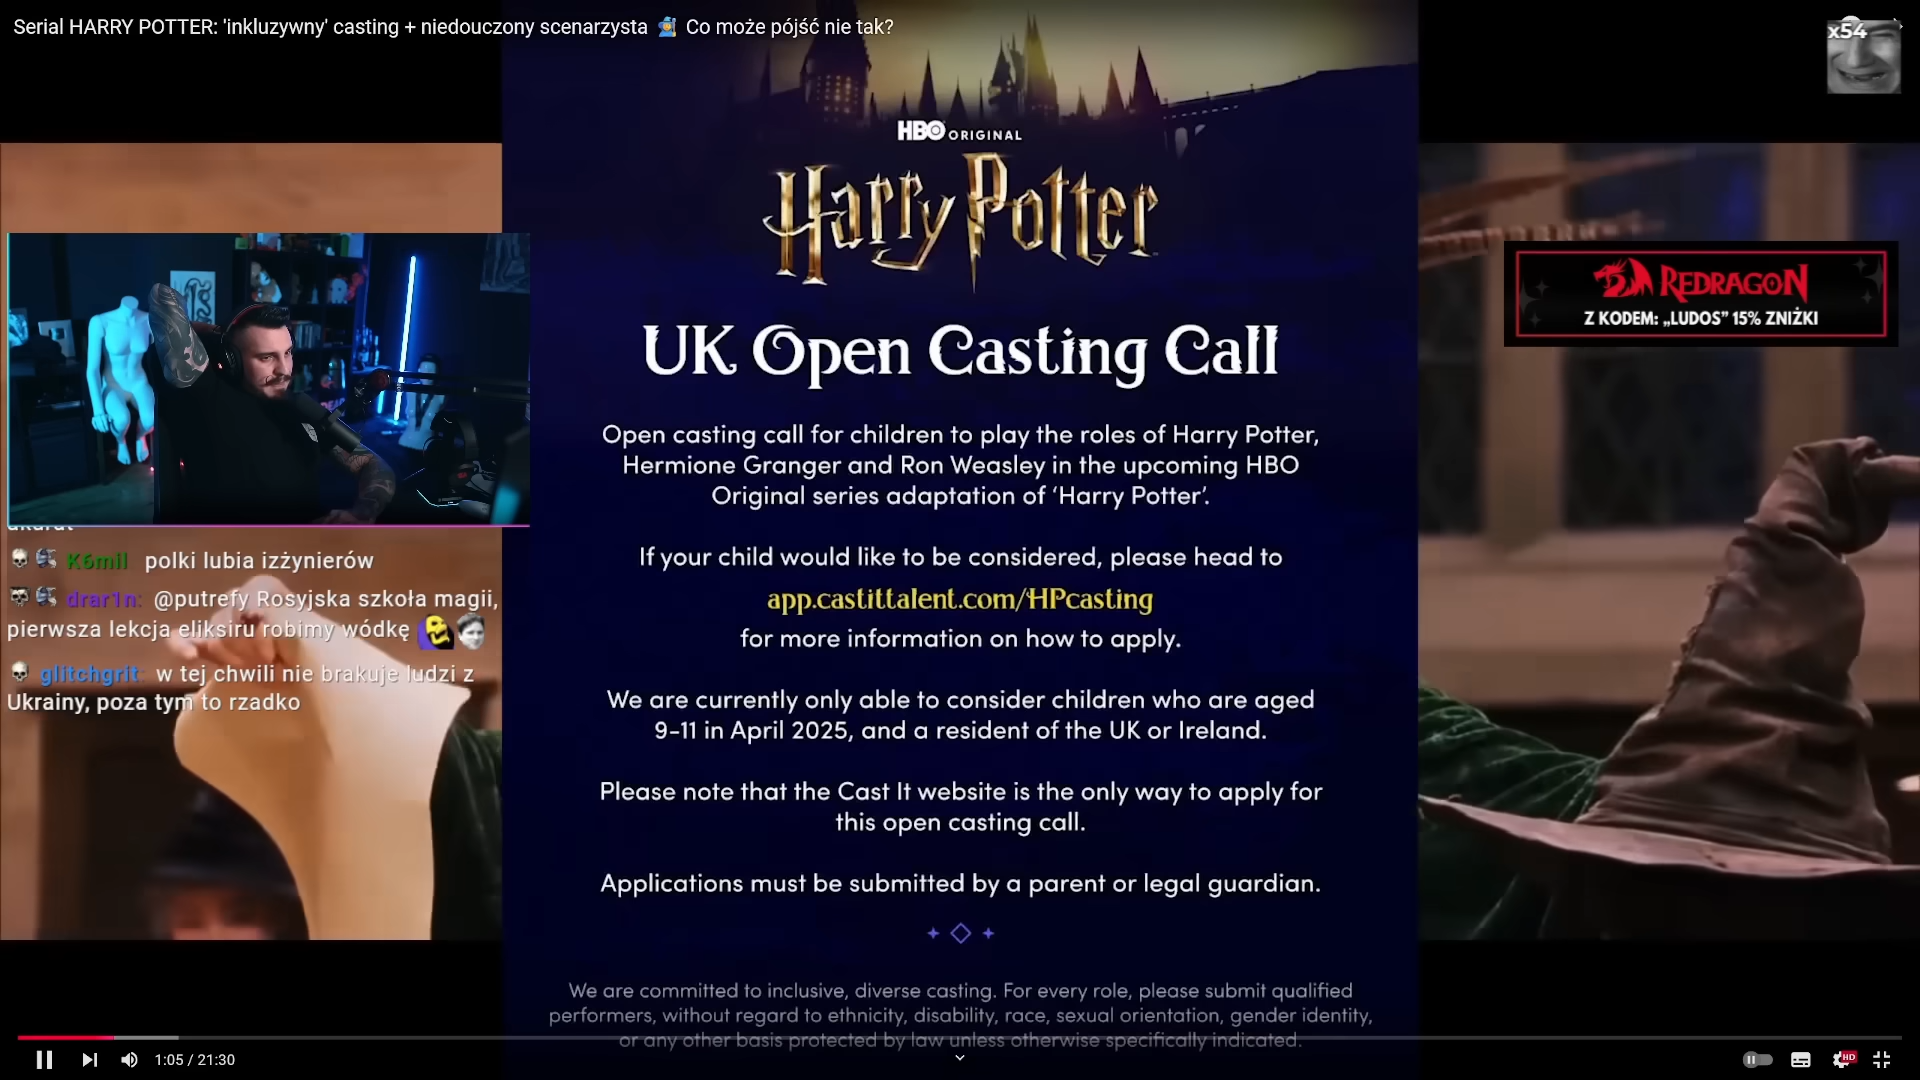 Serial HARRY POTTER: 'inkluzywny' casting + niedouczony scenarzysta 🧙‍♂️ Co może pójść nie tak?
x54
HBO ORIGINAL
Harry Potter
UK Open Casting Call
Open casting call for children to play the roles of Harry Potter,
Hermione Granger and Ron Weasley in the upcoming HBO
Original series adaptation of ‘Harry Potter’.
If your child would like to be considered, please head to
app.castittalent.com/HPcasting
for more information on how to apply.
We are currently only able to consider children who are aged
9-11 in April 2025, and a resident of the UK or Ireland.
Please note that the Cast It website is the only way to apply for
this open casting call.
Applications must be submitted by a parent or legal guardian.
We are committed to inclusive, diverse casting. For every role, please submit qualified
performers, without regard to ethnicity, disability, race, sexual orientation, gender identity,
or any other basis protected by law unless otherwise specifically indicated.
REDRAGON
Z KODEM: „LUDOS” 15% ZNIŻKI
K6mil polki lubia izżynierów
drar1n: @putrefy Rosyjska szkoła magii,
pierwsza lekcja eliksiru robimy wódkę
glitchgrit: w tej chwili nie brakuje ludzi z
Ukrainy, poza tym to rzadko
1:05 / 21:30
HD